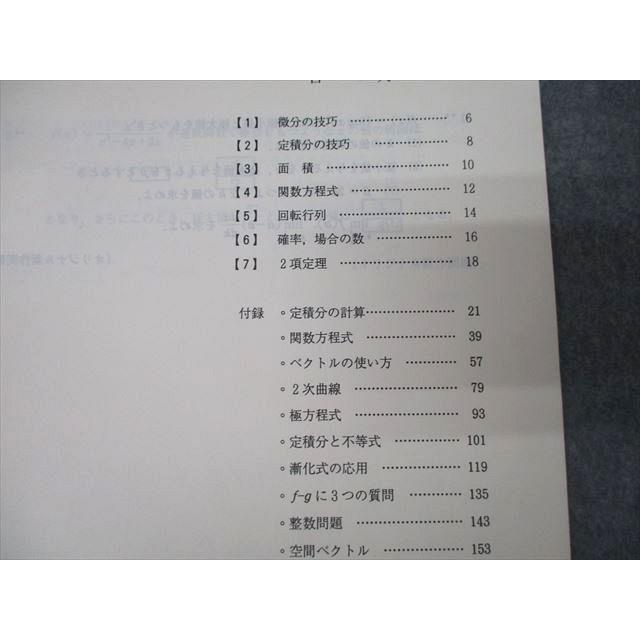 【1】 微分の技巧 ………………… 6
【2】 定積分の技巧 ………………… 8
【3】 面 積 ………………… 10
【4】 関数方程式 ………………… 12
【5】 回転行列 ………………… 14
【6】 確率，場合の数 ………………… 16
【7】 2項定理 ………………… 18
付録 ◦定積分の計算………………… 21
◦関数方程式 ………………… 39
◦ベクトルの使い方 ……………… 57
◦2次曲線 ………………… 79
◦極方程式 ………………… 93
◦定積分と不等式 …………… 101
◦漸化式の応用 ……………… 119
◦f-gに3つの質問 …………… 135
◦整数問題 ………………… 143
◦空間ベクトル ……………… 153